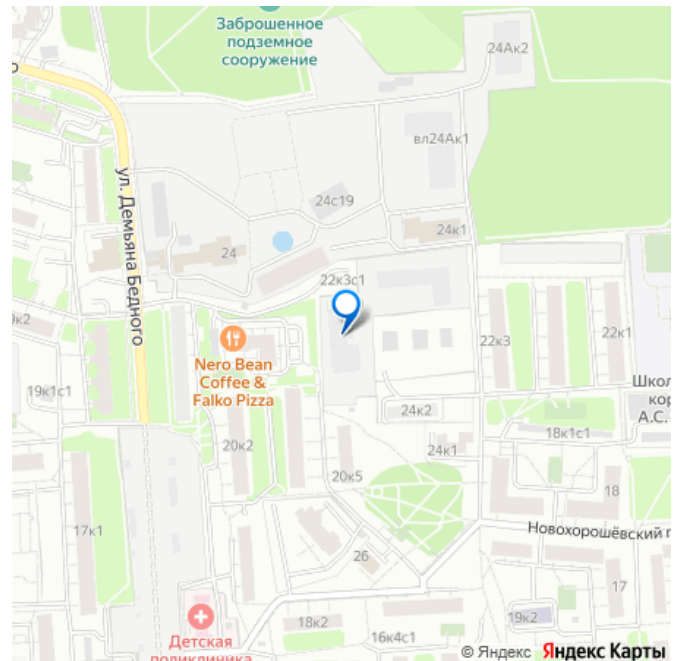 Заброшенное
подземное
сооружение
24Ак2
о
вл24Ак1
ул. Демьяна Бедного
24с19
24к1
24
22к3с1
9к2
22к3
22к1
Nero Bean
Coffee &
Falko Pizza
19к1с1
Школ
кор
А.С.
24к2
18к1с1
20к2
24к1
20к5
18
17к1
Новохорошёвский п
26
17
19к2
18к2
16к4с1
Детская
поликлиника
© Яндекс Яндекс Карты